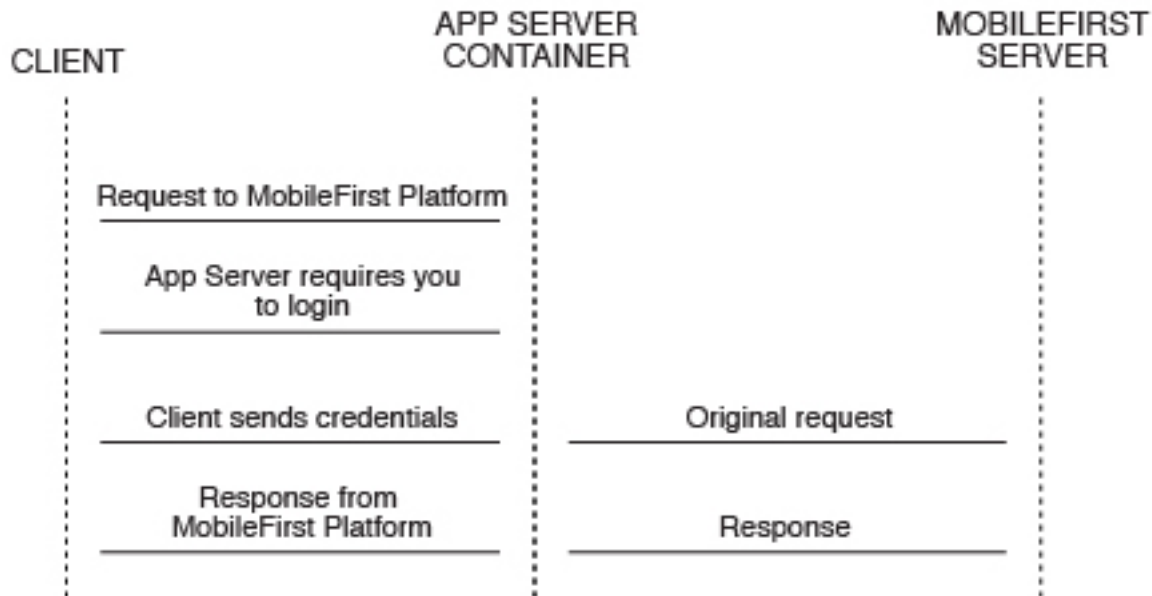 CLIENT
APP SERVER
CONTAINER
MOBILEFIRST
SERVER
Request to MobileFirst Platform
App Server requires you
to login
Client sends credentials
Original request
Response from
MobileFirst Platform
Response